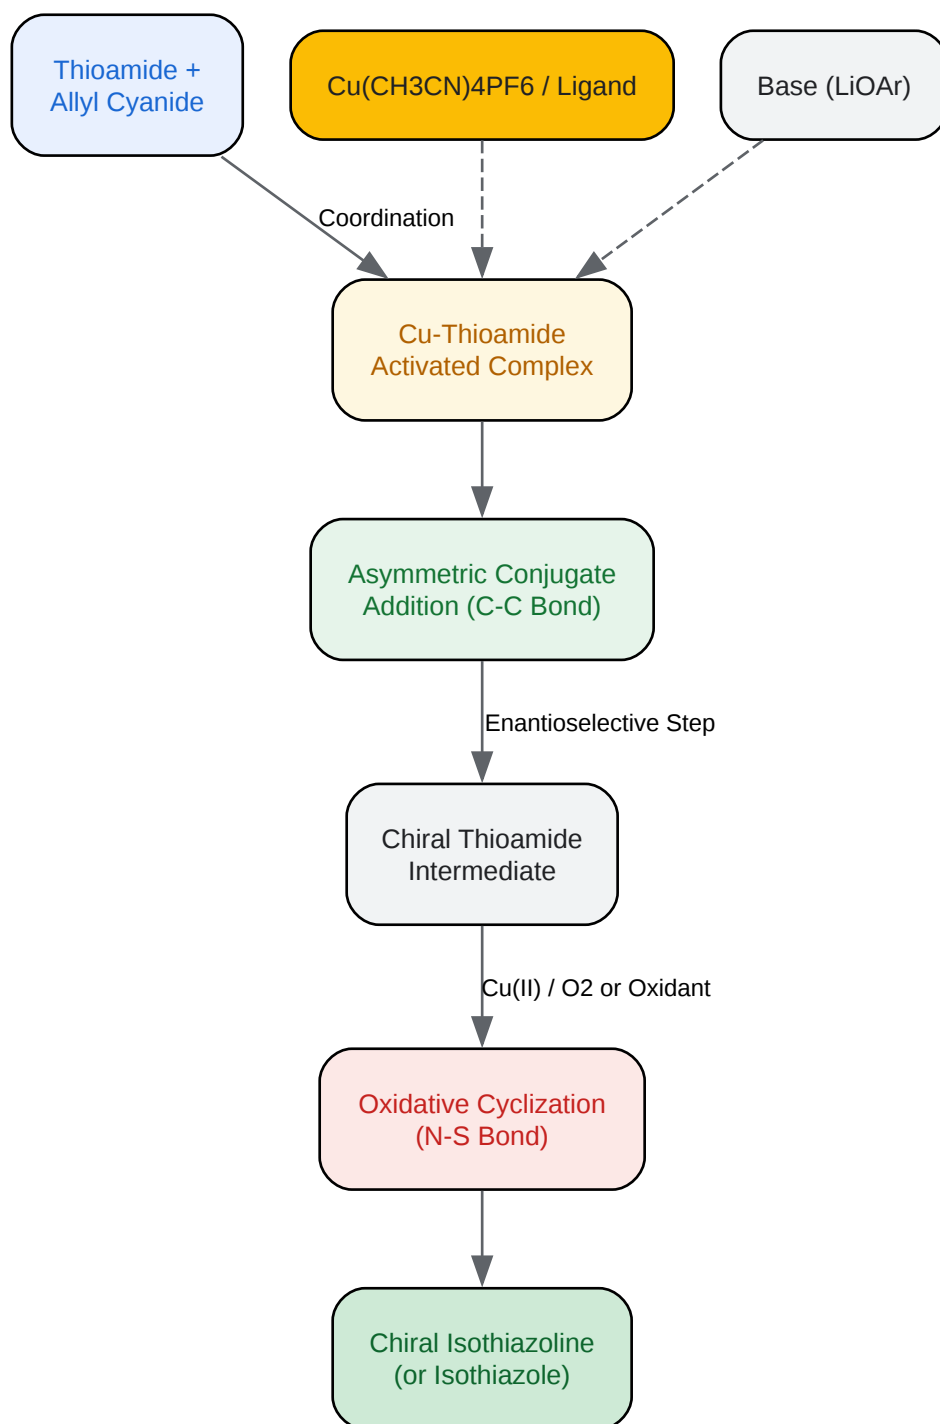 Thioamide +
Allyl Cyanide
Cu(CH3CN)4PF6 / Ligand
Base (LiOAr)
Coordination
Cu-Thioamide
Activated Complex
Asymmetric Conjugate
Addition (C-C Bond)
Enantioselective Step
Chiral Thioamide
Intermediate
Cu(II) / O2 or Oxidant
Oxidative Cyclization
(N-S Bond)
Chiral Isothiazoline
(or Isothiazole)